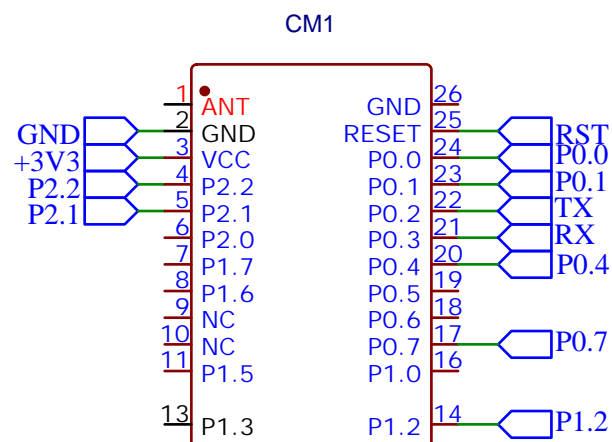 CM1
1 ANT GND 26
GND 2 GND RESET 25 RST
+3V3 3 VCC P0.0 24 P0.0
P2.2 4 P2.2 P0.1 23 P0.1
P2.1 5 P2.1 P0.2 22 TX
6 P2.0 P0.3 21 RX
7 P1.7 P0.4 20 P0.4
8 P1.6 P0.5 19
9 NC P0.6 18
10 NC P0.7 17 P0.7
11 P1.5 P1.0 16
13 P1.3 P1.2 14 P1.2